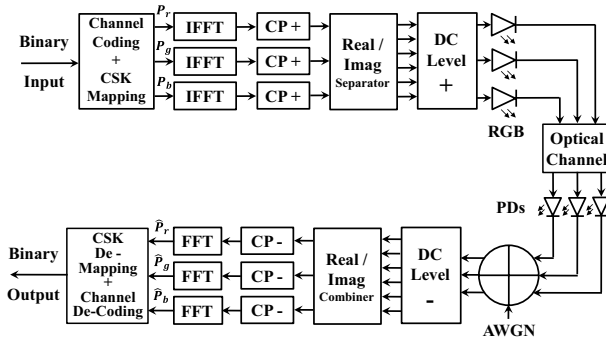 Binary
Input
Channel
Coding
+
CSK
Mapping
P_r
P_g
P_b
IFFT
IFFT
IFFT
CP +
CP +
CP +
Real /
Imag
Separator
DC
Level
+
RGB
Optical
Channel
PDs
AWGN
DC
Level
-
Real /
Imag
Combiner
CP -
CP -
CP -
FFT
FFT
FFT
P̂_r
P̂_g
P̂_b
CSK
De -
Mapping
+
Channel
De-Coding
Binary
Output